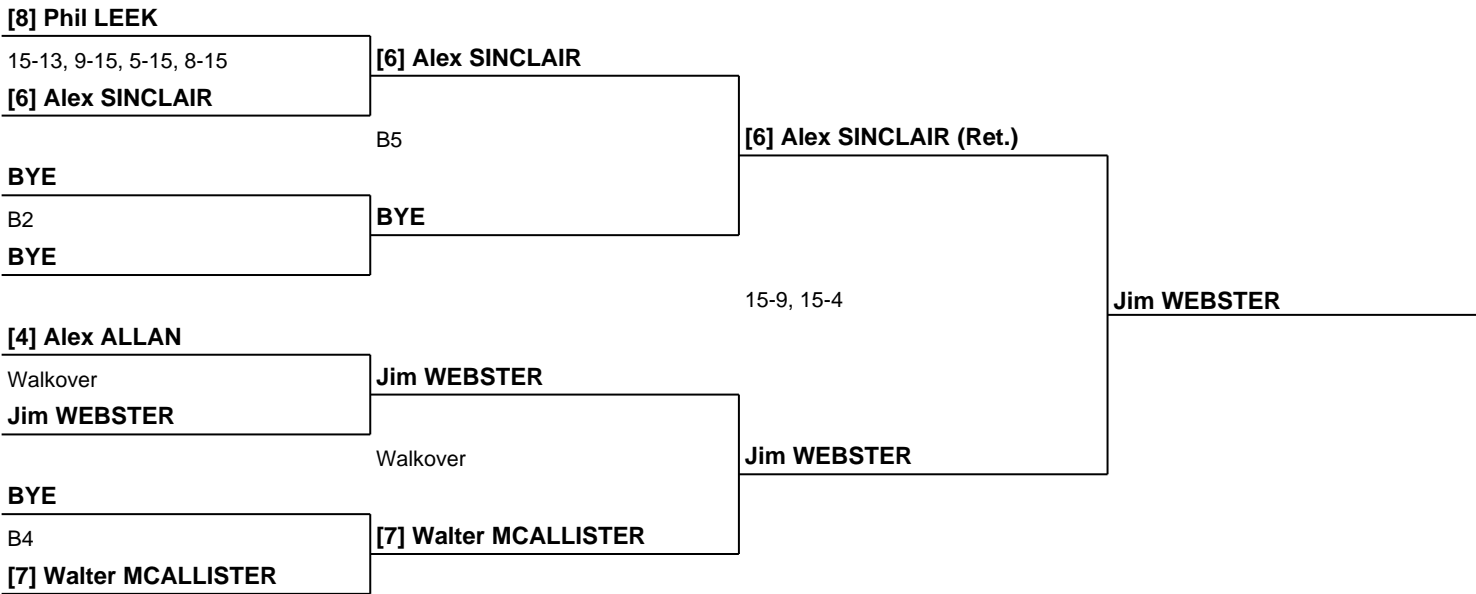 [8] Phil LEEK
15-13, 9-15, 5-15, 8-15
[6] Alex SINCLAIR
[6] Alex SINCLAIR
B5
[6] Alex SINCLAIR (Ret.)
BYE
B2
BYE
BYE
15-9, 15-4
Jim WEBSTER
[4] Alex ALLAN
Walkover
Jim WEBSTER
Jim WEBSTER
Walkover
Jim WEBSTER
BYE
B4
[7] Walter MCALLISTER
[7] Walter MCALLISTER